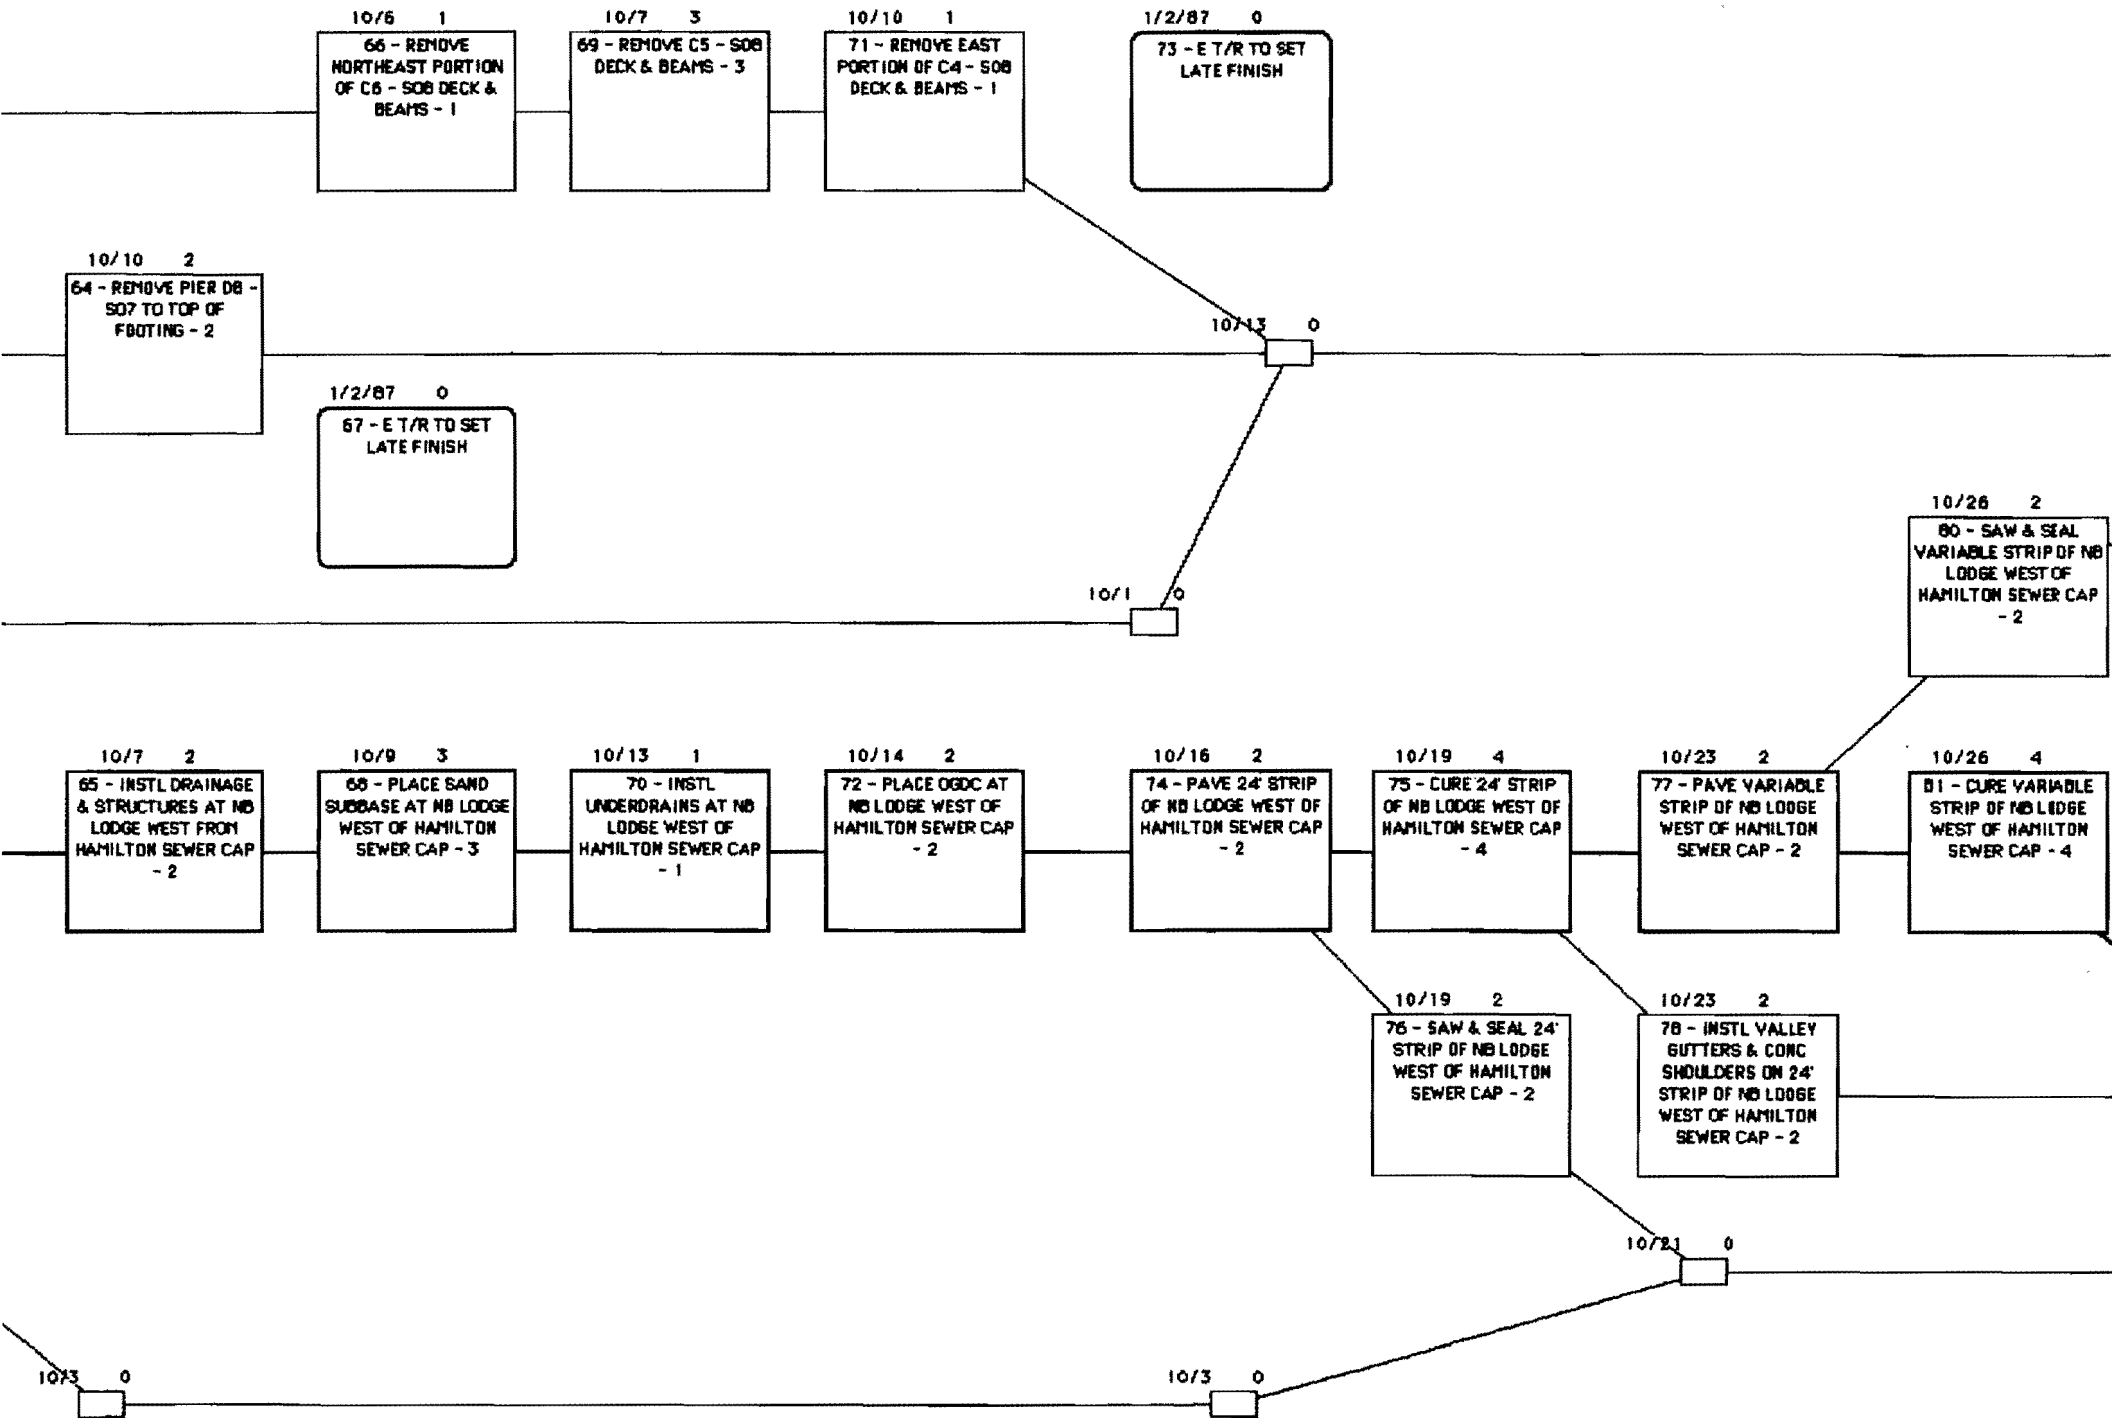 10/6 1
66 - REMOVE
NORTHEAST PORTION
OF C6 - S08 DECK &
BEAMS - 1
10/7 3
69 - REMOVE C5 - S08
DECK & BEAMS - 3
10/10 1
71 - REMOVE EAST
PORTION OF C4 - S08
DECK & BEAMS - 1
1/2/87 0
73 - E T/R TO SET
LATE FINISH
10/10 2
64 - REMOVE PIER D8 -
S07 TO TOP OF
FOOTING - 2
10/13 0
1/2/87 0
67 - E T/R TO SET
LATE FINISH
10/1 0
10/26 2
80 - SAW & SEAL
VARIABLE STRIP OF NB
LODGE WEST OF
HAMILTON SEWER CAP
- 2
10/7 2
65 - INSTL DRAINAGE
& STRUCTURES AT NB
LODGE WEST FROM
HAMILTON SEWER CAP
- 2
10/9 3
68 - PLACE SAND
SUBBASE AT NB LODGE
WEST OF HAMILTON
SEWER CAP - 3
10/13 1
70 - INSTL
UNDERDRAINS AT NB
LODGE WEST OF
HAMILTON SEWER CAP
- 1
10/14 2
72 - PLACE OGDC AT
NB LODGE WEST OF
HAMILTON SEWER CAP
- 2
10/16 2
74 - PAVE 24' STRIP
OF NB LODGE WEST OF
HAMILTON SEWER CAP
- 2
10/19 4
75 - CURE 24' STRIP
OF NB LODGE WEST OF
HAMILTON SEWER CAP
- 4
10/23 2
77 - PAVE VARIABLE
STRIP OF NB LODGE
WEST OF HAMILTON
SEWER CAP - 2
10/26 4
81 - CURE VARIABLE
STRIP OF NB LODGE
WEST OF HAMILTON
SEWER CAP - 4
10/19 2
76 - SAW & SEAL 24'
STRIP OF NB LODGE
WEST OF HAMILTON
SEWER CAP - 2
10/23 2
78 - INSTL VALLEY
GUTTERS & CONC
SHOULDERS ON 24'
STRIP OF NB LODGE
WEST OF HAMILTON
SEWER CAP - 2
10/21 0
10/3 0
10/3 0